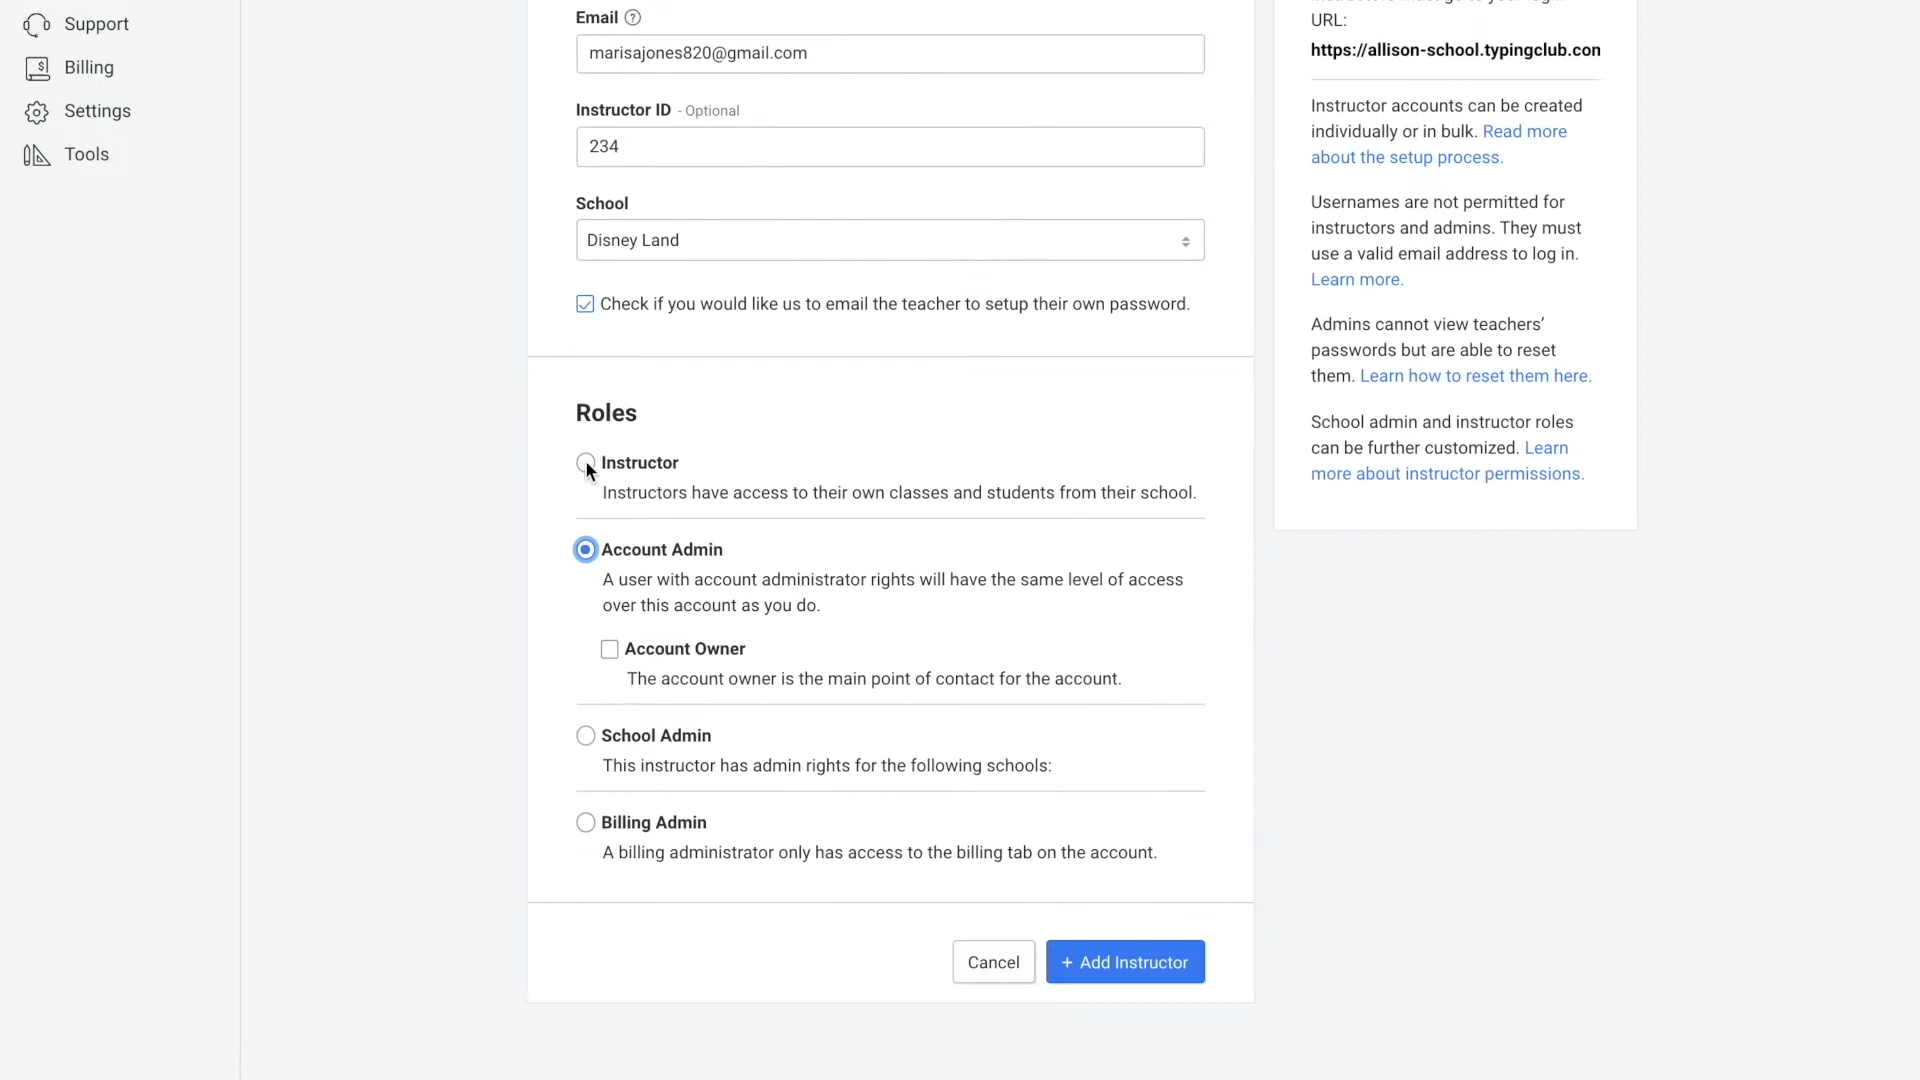 Support
Billing
Settings
Tools
Email ?
marisajones820@gmail.com
Instructor ID - Optional
234
School
Disney Land
Check if you would like us to email the teacher to setup their own password.
Roles
Instructor
Instructors have access to their own classes and students from their school.
Account Admin
A user with account administrator rights will have the same level of access
over this account as you do.
Account Owner
The account owner is the main point of contact for the account.
School Admin
This instructor has admin rights for the following schools:
Billing Admin
A billing administrator only has access to the billing tab on the account.
Cancel
+ Add Instructor
URL:
https://allison-school.typingclub.con
Instructor accounts can be created
individually or in bulk. Read more
about the setup process.
Usernames are not permitted for
instructors and admins. They must
use a valid email address to log in.
Learn more.
Admins cannot view teachers’
passwords but are able to reset
them. Learn how to reset them here.
School admin and instructor roles
can be further customized. Learn
more about instructor permissions.